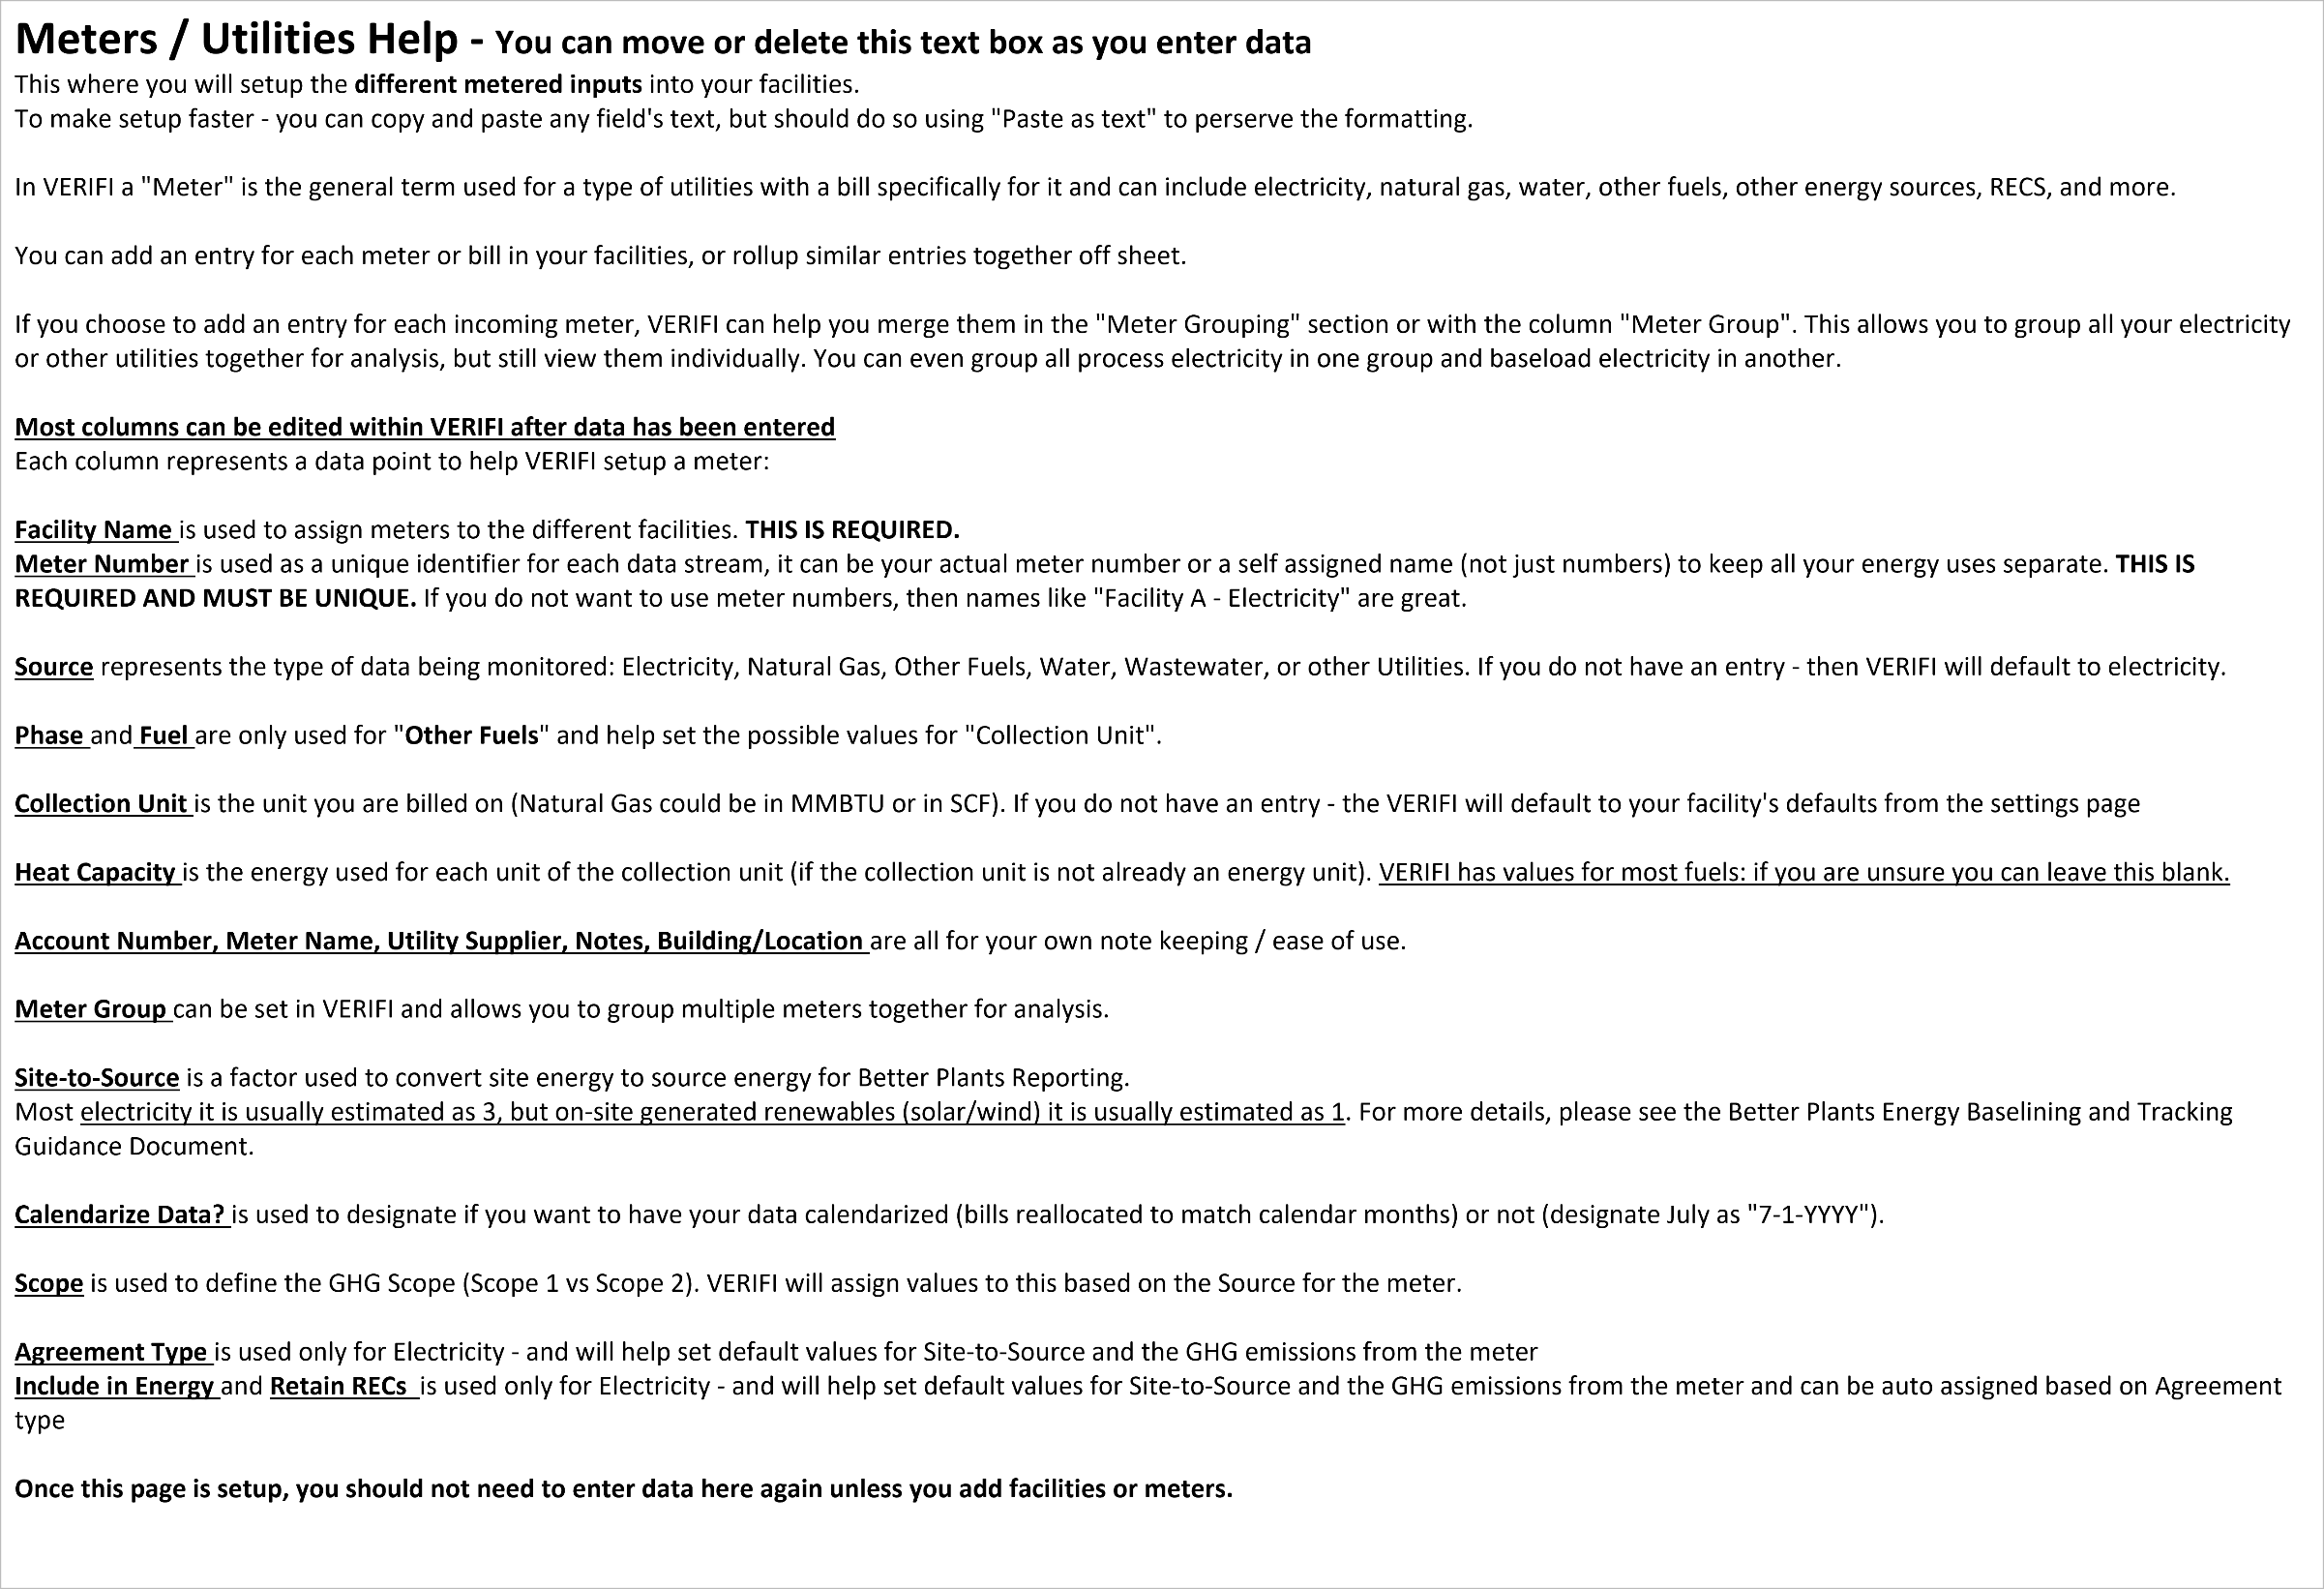 Meters / Utilities Help - You can move or delete this text box as you enter data
This where you will setup the different metered inputs into your facilities.
To make setup faster - you can copy and paste any field's text, but should do so using "Paste as text" to perserve the formatting.
In VERIFI a "Meter" is the general term used for a type of utilities with a bill specifically for it and can include electricity, natural gas, water, other fuels, other energy sources, RECS, and more.
You can add an entry for each meter or bill in your facilities, or rollup similar entries together off sheet.
If you choose to add an entry for each incoming meter, VERIFI can help you merge them in the "Meter Grouping" section or with the column "Meter Group". This allows you to group all your electricity
or other utilities together for analysis, but still view them individually. You can even group all process electricity in one group and baseload electricity in another.
Most columns can be edited within VERIFI after data has been entered
Each column represents a data point to help VERIFI setup a meter:
Facility Name is used to assign meters to the different facilities. THIS IS REQUIRED.
Meter Number is used as a unique identifier for each data stream, it can be your actual meter number or a self assigned name (not just numbers) to keep all your energy uses separate. THIS IS
REQUIRED AND MUST BE UNIQUE. If you do not want to use meter numbers, then names like "Facility A - Electricity" are great.
Source represents the type of data being monitored: Electricity, Natural Gas, Other Fuels, Water, Wastewater, or other Utilities. If you do not have an entry - then VERIFI will default to electricity.
Phase and Fuel are only used for "Other Fuels" and help set the possible values for "Collection Unit".
Collection Unit is the unit you are billed on (Natural Gas could be in MMBTU or in SCF). If you do not have an entry - the VERIFI will default to your facility's defaults from the settings page
Heat Capacity is the energy used for each unit of the collection unit (if the collection unit is not already an energy unit). VERIFI has values for most fuels: if you are unsure you can leave this blank.
Account Number, Meter Name, Utility Supplier, Notes, Building/Location are all for your own note keeping / ease of use.
Meter Group can be set in VERIFI and allows you to group multiple meters together for analysis.
Site-to-Source is a factor used to convert site energy to source energy for Better Plants Reporting.
Most electricity it is usually estimated as 3, but on-site generated renewables (solar/wind) it is usually estimated as 1. For more details, please see the Better Plants Energy Baselining and Tracking
Guidance Document.
Calendarize Data? is used to designate if you want to have your data calendarized (bills reallocated to match calendar months) or not (designate July as "7-1-YYYY").
Scope is used to define the GHG Scope (Scope 1 vs Scope 2). VERIFI will assign values to this based on the Source for the meter.
Agreement Type is used only for Electricity - and will help set default values for Site-to-Source and the GHG emissions from the meter
Include in Energy and Retain RECs  is used only for Electricity - and will help set default values for Site-to-Source and the GHG emissions from the meter and can be auto assigned based on Agreement
type
Once this page is setup, you should not need to enter data here again unless you add facilities or meters.